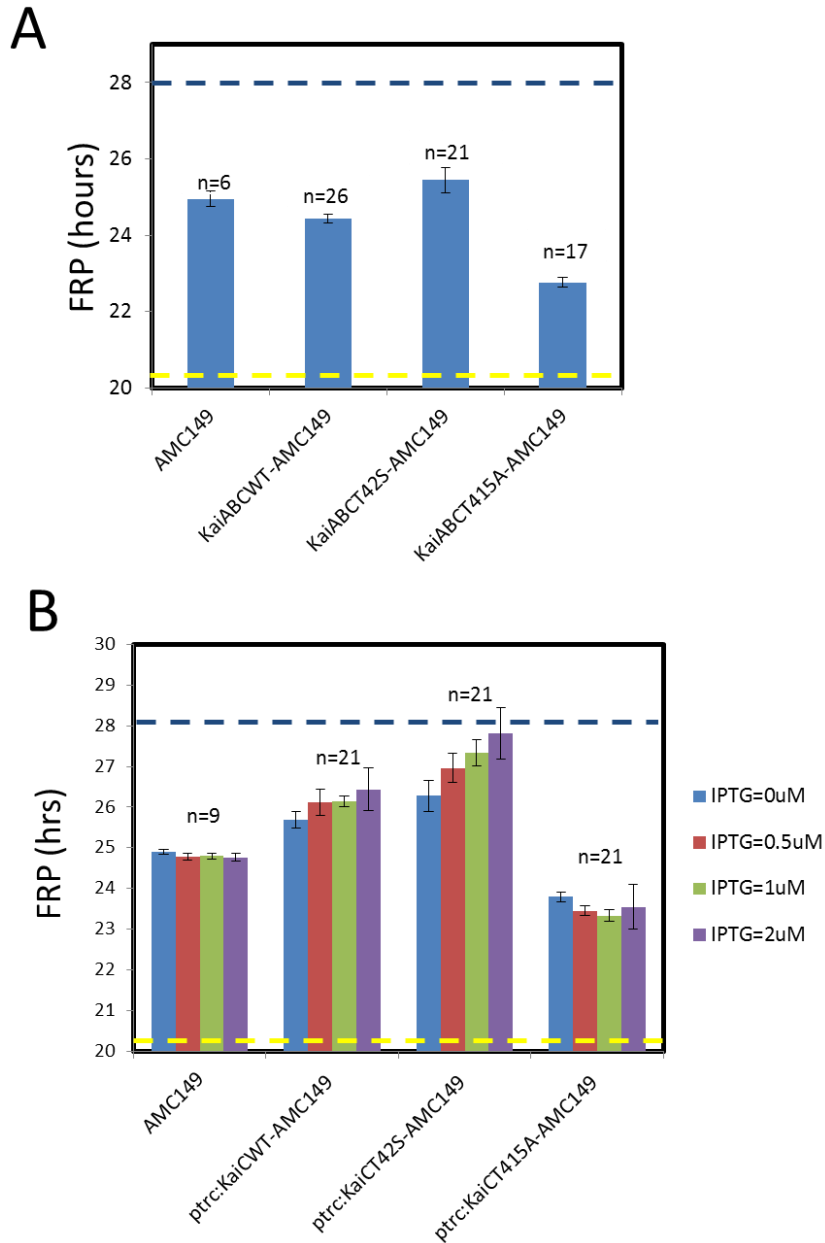 A
FRP (hours)
28
26
24
22
20
n=6
n=26
n=21
n=17
AMC149
KaiABCWT-AMC149
KaiABCT42S-AMC149
KaiABCT415A-AMC149
B
FRP (hrs)
30
29
28
27
26
25
24
23
22
21
20
n=9
n=21
n=21
n=21
AMC149
ptrc:KaiCWT-AMC149
ptrc:KaiCT42S-AMC149
ptrc:KaiCT415A-AMC149
IPTG=0uM
IPTG=0.5uM
IPTG=1uM
IPTG=2uM